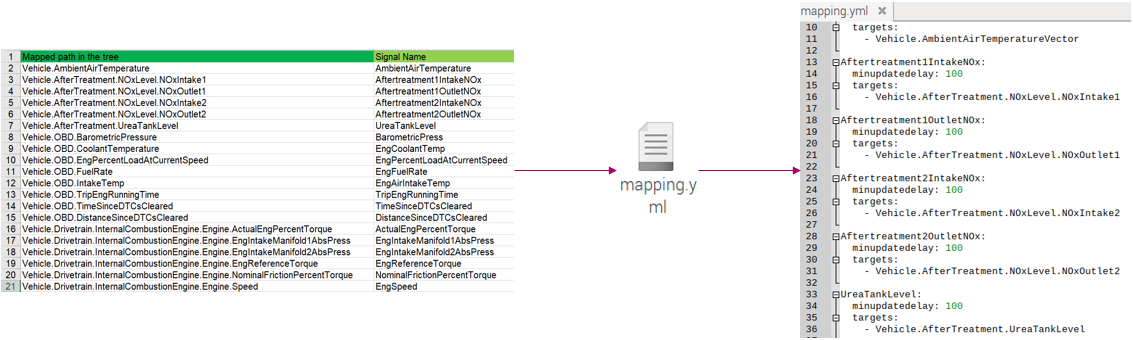 1 Mapped path in the tree Signal Name
2 Vehicle.AmbientAirTemperature AmbientAirTemperature
3 Vehicle.AfterTreatment.NOxLevel.NOxIntake1 Aftertreatment1IntakeNOx
4 Vehicle.AfterTreatment.NOxLevel.NOxOutlet1 Aftertreatment1OutletNOx
5 Vehicle.AfterTreatment.NOxLevel.NOxIntake2 Aftertreatment2IntakeNOx
6 Vehicle.AfterTreatment.NOxLevel.NOxOutlet2 Aftertreatment2OutletNOx
7 Vehicle.AfterTreatment.UreaTankLevel UreaTankLevel
8 Vehicle.OBD.BarometricPressure BarometricPress
9 Vehicle.OBD.CoolantTemperature EngCoolantTemp
10 Vehicle.OBD.EngPercentLoadAtCurrentSpeed EngPercentLoadAtCurrentSpeed
11 Vehicle.OBD.FuelRate EngFuelRate
12 Vehicle.OBD.IntakeTemp EngAirIntakeTemp
13 Vehicle.OBD.TripEngRunningTime TripEngRunningTime
14 Vehicle.OBD.TimeSinceDTCsCleared TimeSinceDTCsCleared
15 Vehicle.OBD.DistanceSinceDTCsCleared DistanceSinceDTCsCleared
16 Vehicle.Drivetrain.InternalCombustionEngine.Engine.ActualEngPercentTorque ActualEngPercentTorque
17 Vehicle.Drivetrain.InternalCombustionEngine.Engine.EngIntakeManifold1AbsPress EngIntakeManifold1AbsPress
18 Vehicle.Drivetrain.InternalCombustionEngine.Engine.EngIntakeManifold2AbsPress EngIntakeManifold2AbsPress
19 Vehicle.Drivetrain.InternalCombustionEngine.Engine.EngReferenceTorque EngReferenceTorque
20 Vehicle.Drivetrain.InternalCombustionEngine.Engine.NominalFrictionPercentTorque NominalFrictionPercentTorque
21 Vehicle.Drivetrain.InternalCombustionEngine.Engine.Speed EngSpeed
mapping.y
ml
mapping.yml
10 targets:
11 - Vehicle.AmbientAirTemperatureVector
12
13 Aftertreatment1IntakeNOx:
14 minupdatedelay: 100
15 targets:
16 - Vehicle.AfterTreatment.NOxLevel.NOxIntake1
17
18 Aftertreatment1OutletNOx:
19 minupdatedelay: 100
20 targets:
21 - Vehicle.AfterTreatment.NOxLevel.NOxOutlet1
22
23 Aftertreatment2IntakeNOx:
24 minupdatedelay: 100
25 targets:
26 - Vehicle.AfterTreatment.NOxLevel.NOxIntake2
27
28 Aftertreatment2OutletNOx:
29 minupdatedelay: 100
30 targets:
31 - Vehicle.AfterTreatment.NOxLevel.NOxOutlet2
32
33 UreaTankLevel:
34 minupdatedelay: 100
35 targets:
36 - Vehicle.AfterTreatment.UreaTankLevel